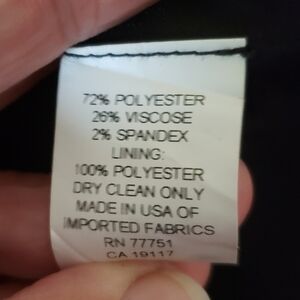 72% POLYESTER
26% VISCOSE
2% SPANDEX
LINING:
100% POLYESTER
DRY CLEAN ONLY
MADE IN USA OF
IMPORTED FABRICS
RN 77751
CA 19117